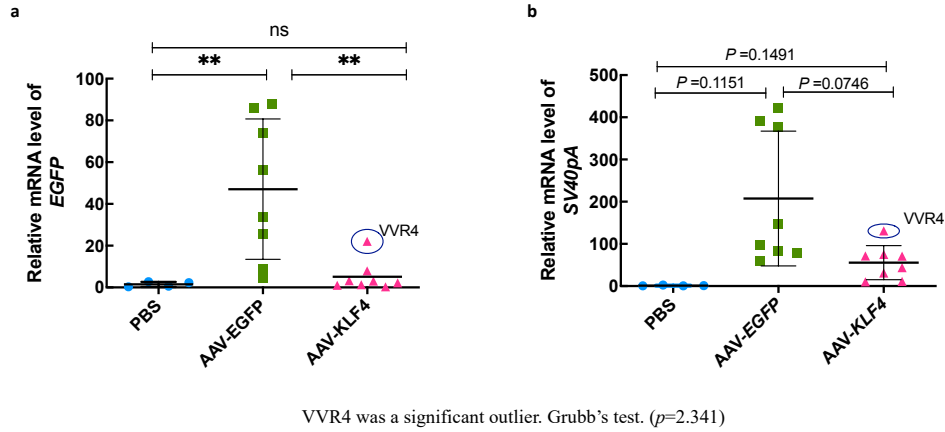 a
ns
**
**
Relative mRNA level of
EGFP
100
80
60
40
20
0
VVR4
PBS
AAV-EGFP
AAV-KLF4
b
P =0.1491
P =0.1151
P =0.0746
Relative mRNA level of
SV40pA
500
400
300
200
100
0
VVR4
PBS
AAV-EGFP
AAV-KLF4
VVR4 was a significant outlier. Grubb’s test. (p=2.341)